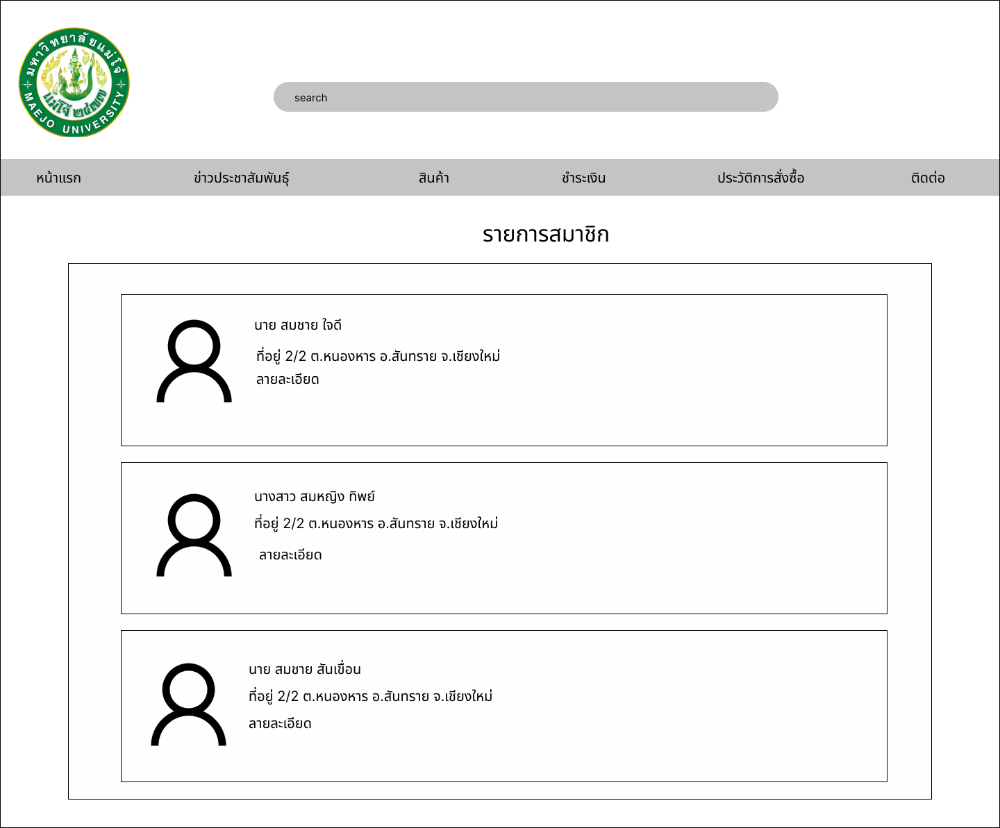 มหาวิทยาลัยแม่โจ้
แม่โจ้ ๒๔๗๗
MAEJO UNIVERSITY
search
หน้าแรก ข่าวประชาสัมพันธุ์ สินค้า ชำระเงิน ประวัติการสั่งซื้อ ติดต่อ
รายการสมาชิก
นาย สมชาย ใจดี
ที่อยู่ 2/2 ต.หนองหาร อ.สันทราย จ.เชียงใหม่
ลายละเอียด
นางสาว สมหญิง ทิพย์
ที่อยู่ 2/2 ต.หนองหาร อ.สันทราย จ.เชียงใหม่
ลายละเอียด
นาย สมชาย สันเขื่อน
ที่อยู่ 2/2 ต.หนองหาร อ.สันทราย จ.เชียงใหม่
ลายละเอียด